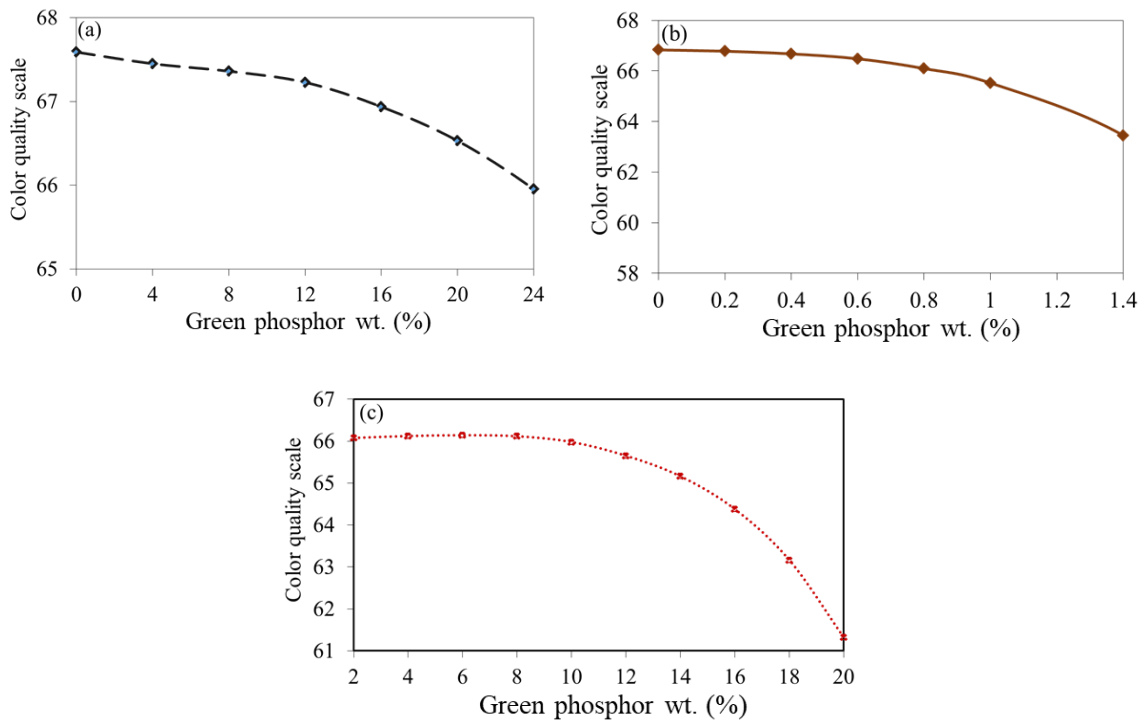 (a)
Color quality scale
68
67
66
65
0 4 8 12 16 20 24
Green phosphor wt. (%)
(b)
Color quality scale
68
66
64
62
60
58
0 0.2 0.4 0.6 0.8 1 1.2 1.4
Green phosphor wt. (%)
(c)
Color quality scale
67
66
65
64
63
62
61
2 4 6 8 10 12 14 16 18 20
Green phosphor wt. (%)